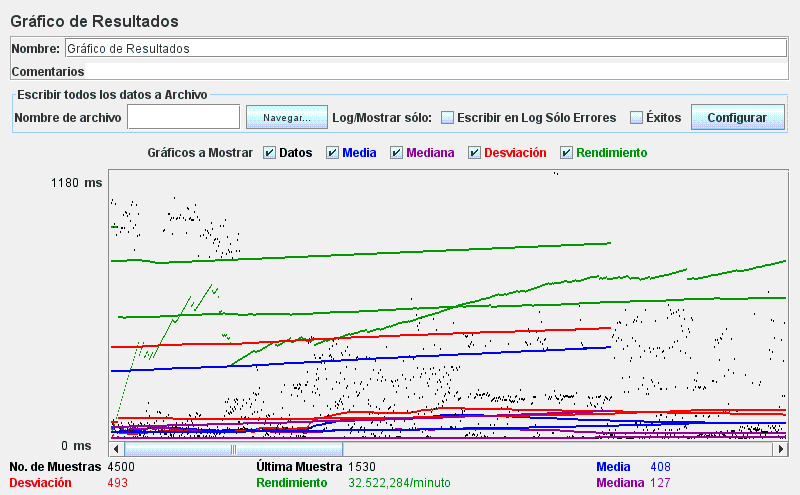 Gráfico de Resultados
Nombre: Gráfico de Resultados
Comentarios
Escribir todos los datos a Archivo
Nombre de archivo Navegar... Log/Mostrar sólo: Escribir en Log Sólo Errores Éxitos Configurar
Gráficos a Mostrar Datos Media Mediana Desviación Rendimiento
1180 ms
0 ms
No. de Muestras 4500 Última Muestra 1530 Media 408
Desviación 493 Rendimiento 32.522,284/minuto Mediana 127